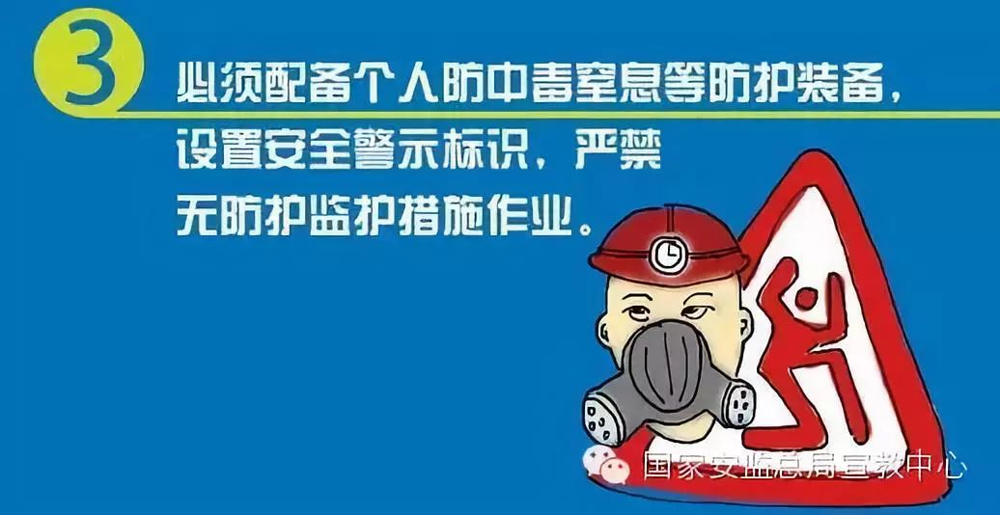 3
必须配备个人防中毒窒息等防护装备，
设置安全警示标识，严禁
无防护监护措施作业。
国家安监总局宣教中心